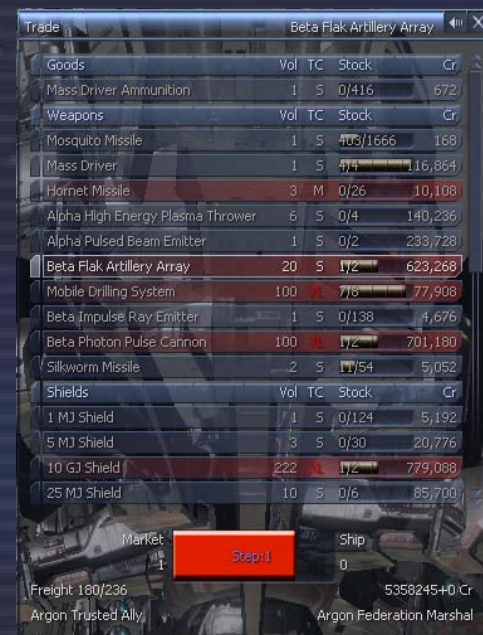 Trade Beta Flak Artillery Array
Goods Vol TC Stock Cr
Mass Driver Ammunition 1 S 0/416 672
Weapons Vol TC Stock Cr
Mosquito Missile 1 S 403/1666 168
Mass Driver 1 S 4/4 116,864
Hornet Missile 3 M 0/26 10,108
Alpha High Energy Plasma Thrower 6 S 0/4 140,236
Alpha Pulsed Beam Emitter 1 S 0/2 233,728
Beta Flak Artillery Array 20 S 1/2 623,268
Mobile Drilling System 100 XL 7/8 77,908
Beta Impulse Ray Emitter 1 S 0/138 4,676
Beta Photon Pulse Cannon 100 XL 1/2 701,180
Silkworm Missile 2 S 11/54 5,052
Shields Vol TC Stock Cr
1 MJ Shield 1 S 0/124 5,192
5 MJ Shield 3 S 0/30 20,776
10 GJ Shield 222 XL 1/2 779,088
25 MJ Shield 10 S 0/6 85,700
Market Step:1 Ship
1 0
Freight 180/236 5358245+0 Cr
Argon Trusted Ally Argon Federation Marshal